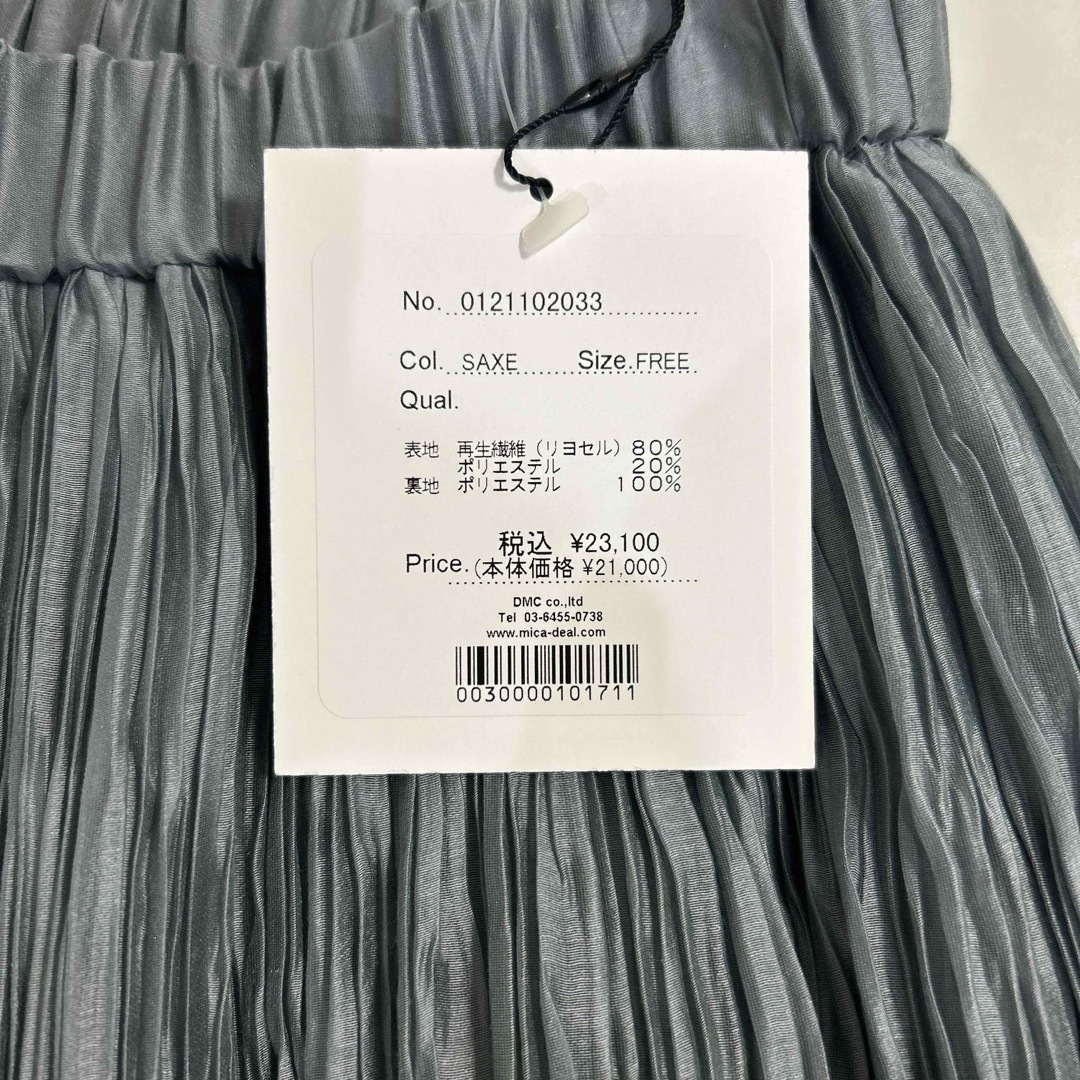 No. 0121102033
Col. SAXE Size. FREE
Qual.
表地 再生繊維（リヨセル）80%
ポリエステル 20%
裏地 ポリエステル 100%
税込 ¥23,100
Price. (本体価格 ¥21,000)
DMC co.,ltd
Tel 03-6455-0738
www.mica-deal.com
0030000101711